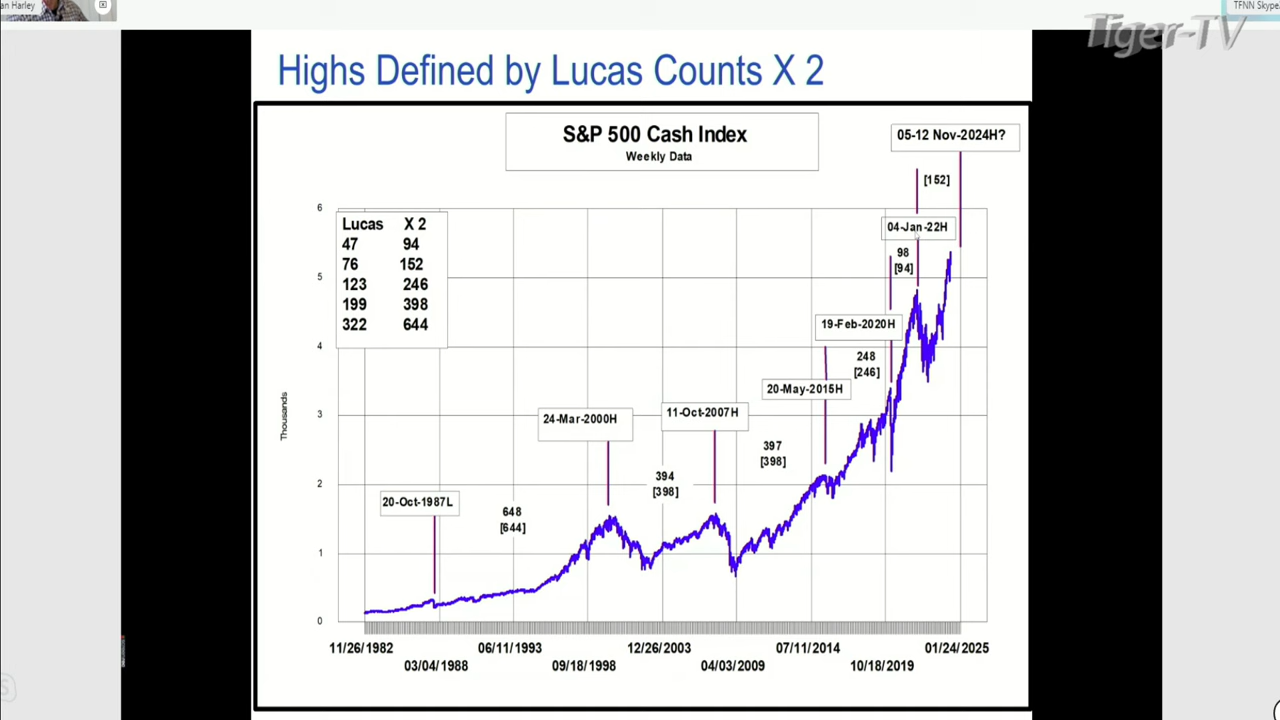 an Harley
TFNN Skype
Tiger-TV
Highs Defined by Lucas Counts X 2
S&P 500 Cash Index
Weekly Data
05-12 Nov-2024H?
[152]
Lucas X 2
47 94
76 152
123 246
199 398
322 644
04-Jan-22H
98
[94]
19-Feb-2020H
248
[246]
20-May-2015H
24-Mar-2000H
11-Oct-2007H
397
[398]
394
[398]
20-Oct-1987L
648
[644]
Thousands
6
5
4
3
2
1
0
11/26/1982 06/11/1993 12/26/2003 07/11/2014 01/24/2025
03/04/1988 09/18/1998 04/03/2009 10/18/2019